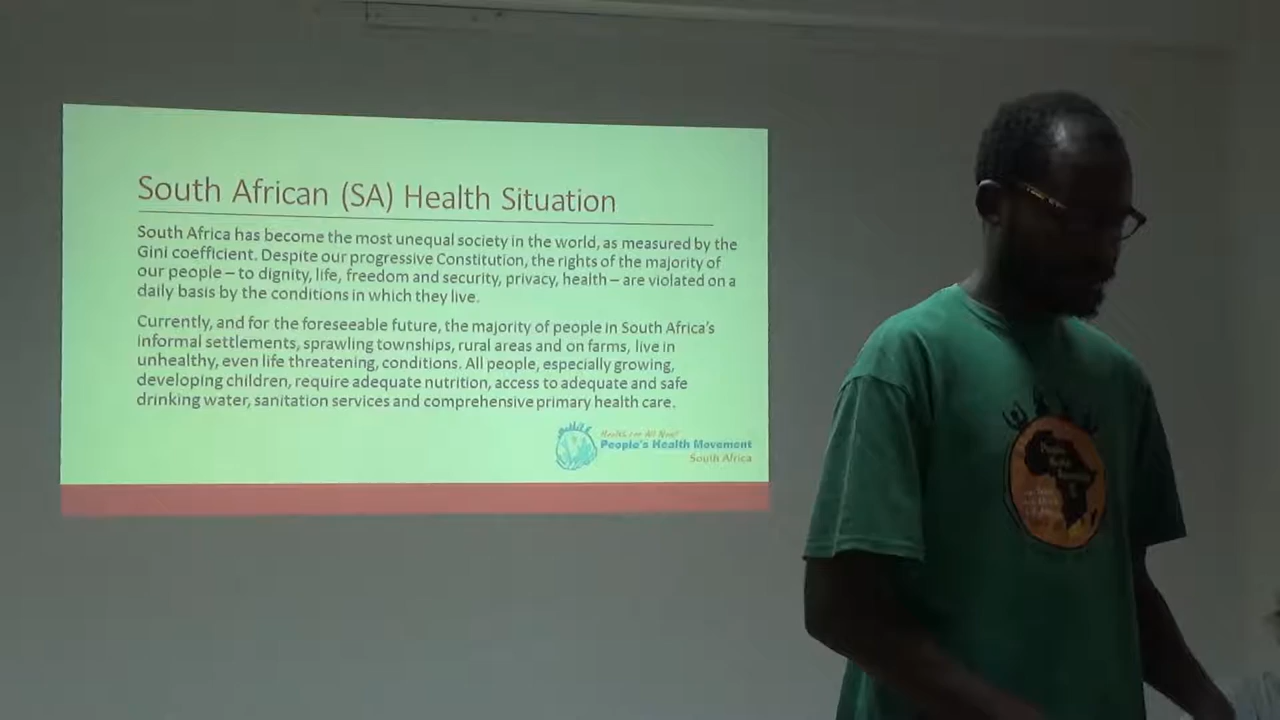 South African (SA) Health Situation
South Africa has become the most unequal society in the world, as measured by the
Gini coefficient. Despite our progressive Constitution, the rights of the majority of
our people – to dignity, life, freedom and security, privacy, health – are violated on a
daily basis by the conditions in which they live.
Currently, and for the foreseeable future, the majority of people in South Africa's
informal settlements, sprawling townships, rural areas and on farms, live in
unhealthy, even life threatening, conditions. All people, especially growing,
developing children, require adequate nutrition, access to adequate and safe
drinking water, sanitation services and comprehensive primary health care.
Health For All Now!
People's Health Movement
South Africa